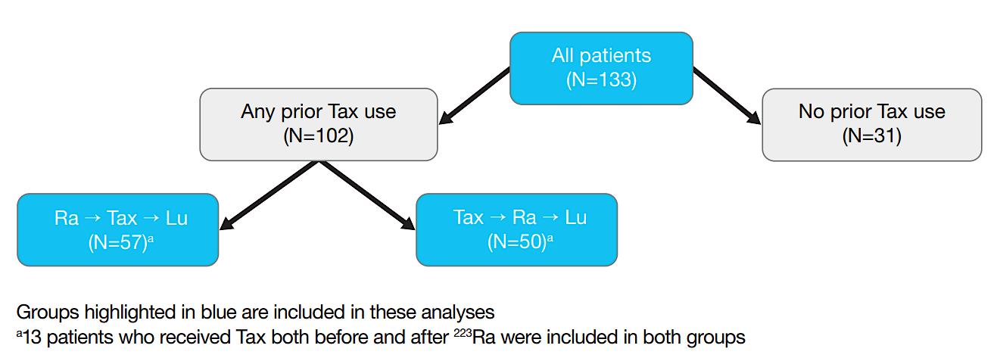 All patients
(N=133)
Any prior Tax use
(N=102)
No prior Tax use
(N=31)
Ra → Tax → Lu
(N=57)ᵃ
Tax → Ra → Lu
(N=50)ᵃ
Groups highlighted in blue are included in these analyses
ᵃ13 patients who received Tax both before and after ²²³Ra were included in both groups